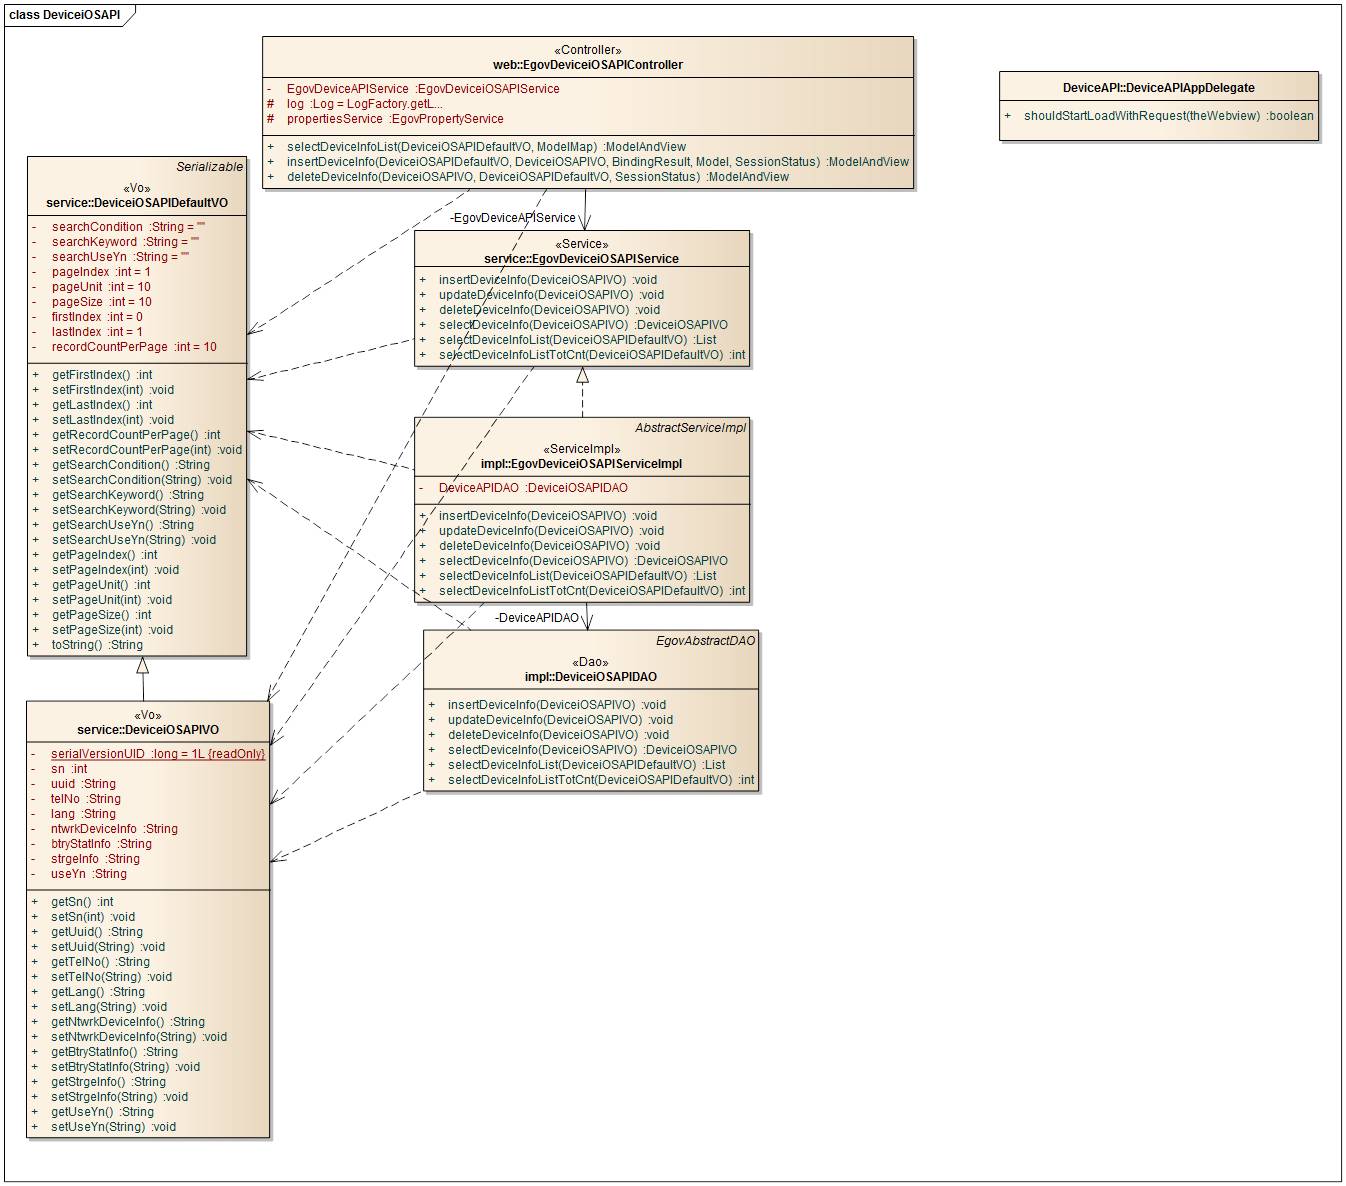 class DeviceiOSAPI
«Controller»
web::EgovDeviceiOSAPIController
- EgovDeviceAPIService :EgovDeviceiOSAPIService
# log :Log = LogFactory.getL...
# propertiesService :EgovPropertyService
+ selectDeviceInfoList(DeviceiOSAPIDefaultVO, ModelMap) :ModelAndView
+ insertDeviceInfo(DeviceiOSAPIDefaultVO, DeviceiOSAPIVO, BindingResult, Model, SessionStatus) :ModelAndView
+ deleteDeviceInfo(DeviceiOSAPIVO, DeviceiOSAPIDefaultVO, SessionStatus) :ModelAndView
DeviceAPI::DeviceAPIAppDelegate
+ shouldStartLoadWithRequest(theWebview) :boolean
Serializable
«Vo»
service::DeviceiOSAPIDefaultVO
- searchCondition :String = ""
- searchKeyword :String = ""
- searchUseYn :String = ""
- pageIndex :int = 1
- pageUnit :int = 10
- pageSize :int = 10
- firstIndex :int = 0
- lastIndex :int = 1
- recordCountPerPage :int = 10
+ getFirstIndex() :int
+ setFirstIndex(int) :void
+ getLastIndex() :int
+ setLastIndex(int) :void
+ getRecordCountPerPage() :int
+ setRecordCountPerPage(int) :void
+ getSearchCondition() :String
+ setSearchCondition(String) :void
+ getSearchKeyword() :String
+ setSearchKeyword(String) :void
+ getSearchUseYn() :String
+ setSearchUseYn(String) :void
+ getPageIndex() :int
+ setPageIndex(int) :void
+ getPageUnit() :int
+ setPageUnit(int) :void
+ getPageSize() :int
+ setPageSize(int) :void
+ toString() :String
-EgovDeviceAPIService
«Service»
service::EgovDeviceiOSAPIService
+ insertDeviceInfo(DeviceiOSAPIVO) :void
+ updateDeviceInfo(DeviceiOSAPIVO) :void
+ deleteDeviceInfo(DeviceiOSAPIVO) :void
+ selectDeviceInfo(DeviceiOSAPIVO) :DeviceiOSAPIVO
+ selectDeviceInfoList(DeviceiOSAPIDefaultVO) :List
+ selectDeviceInfoListTotCnt(DeviceiOSAPIDefaultVO) :int
AbstractServiceImpl
«ServiceImpl»
impl::EgovDeviceiOSAPIServiceImpl
- DeviceAPIDAO :DeviceiOSAPIDAO
+ insertDeviceInfo(DeviceiOSAPIVO) :void
+ updateDeviceInfo(DeviceiOSAPIVO) :void
+ deleteDeviceInfo(DeviceiOSAPIVO) :void
+ selectDeviceInfo(DeviceiOSAPIVO) :DeviceiOSAPIVO
+ selectDeviceInfoList(DeviceiOSAPIDefaultVO) :List
+ selectDeviceInfoListTotCnt(DeviceiOSAPIDefaultVO) :int
-DeviceAPIDAO
EgovAbstractDAO
«Dao»
impl::DeviceiOSAPIDAO
+ insertDeviceInfo(DeviceiOSAPIVO) :void
+ updateDeviceInfo(DeviceiOSAPIVO) :void
+ deleteDeviceInfo(DeviceiOSAPIVO) :void
+ selectDeviceInfo(DeviceiOSAPIVO) :DeviceiOSAPIVO
+ selectDeviceInfoList(DeviceiOSAPIDefaultVO) :List
+ selectDeviceInfoListTotCnt(DeviceiOSAPIDefaultVO) :int
«Vo»
service::DeviceiOSAPIVO
- serialVersionUID :long = 1L {readOnly}
- sn :int
- uuid :String
- telNo :String
- lang :String
- ntwrkDeviceInfo :String
- btryStatInfo :String
- strgeInfo :String
- useYn :String
+ getSn() :int
+ setSn(int) :void
+ getUuid() :String
+ setUuid(String) :void
+ getTelNo() :String
+ setTelNo(String) :void
+ getLang() :String
+ setLang(String) :void
+ getNtwrkDeviceInfo() :String
+ setNtwrkDeviceInfo(String) :void
+ getBtryStatInfo() :String
+ setBtryStatInfo(String) :void
+ getStrgeInfo() :String
+ setStrgeInfo(String) :void
+ getUseYn() :String
+ setUseYn(String) :void